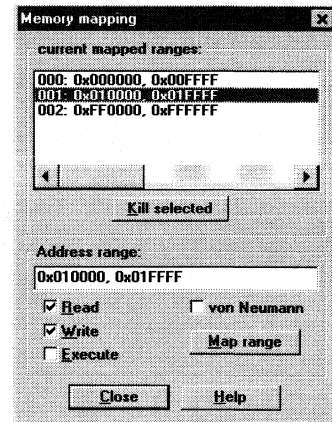 Memory mapping
current mapped ranges:
000: 0x000000, 0x00FFFF
001: 0x010000, 0x01FFFF
002: 0xFF0000, 0xFFFFFF
Kill selected
Address range:
0x010000, 0x01FFFF
Read
von Neumann
Write
Map range
Execute
Close
Help